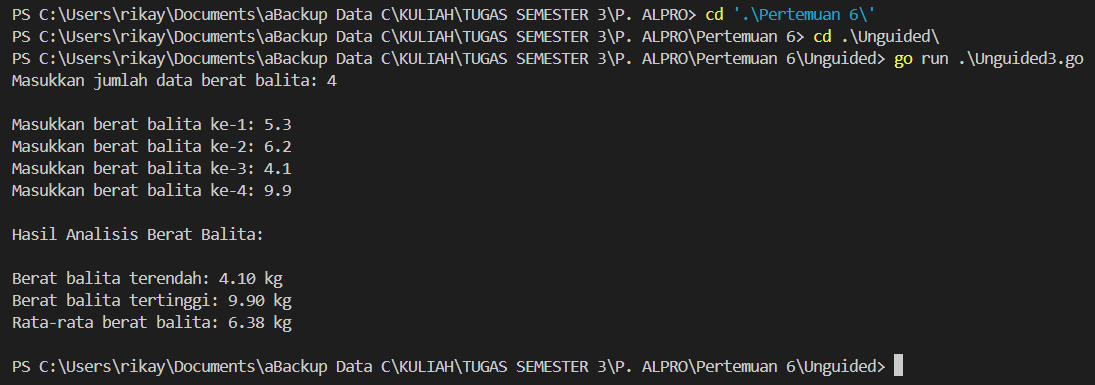 PS C:\Users\rikay\Documents\aBackup Data C\KULIAH\TUGAS SEMESTER 3\P. ALPRO> cd '.\Pertemuan 6\'
PS C:\Users\rikay\Documents\aBackup Data C\KULIAH\TUGAS SEMESTER 3\P. ALPRO\Pertemuan 6> cd .\Unguided\
PS C:\Users\rikay\Documents\aBackup Data C\KULIAH\TUGAS SEMESTER 3\P. ALPRO\Pertemuan 6\Unguided> go run .\Unguided3.go
Masukkan jumlah data berat balita: 4
Masukkan berat balita ke-1: 5.3
Masukkan berat balita ke-2: 6.2
Masukkan berat balita ke-3: 4.1
Masukkan berat balita ke-4: 9.9
Hasil Analisis Berat Balita:
Berat balita terendah: 4.10 kg
Berat balita tertinggi: 9.90 kg
Rata-rata berat balita: 6.38 kg
PS C:\Users\rikay\Documents\aBackup Data C\KULIAH\TUGAS SEMESTER 3\P. ALPRO\Pertemuan 6\Unguided>